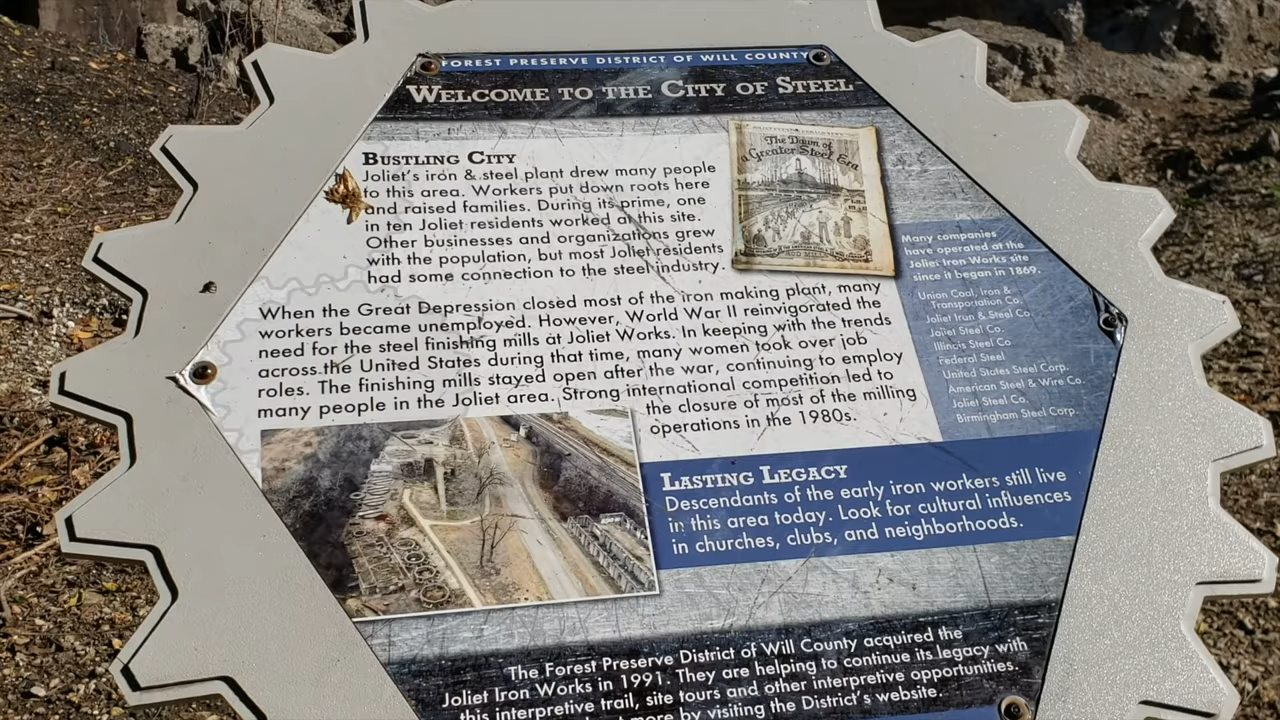 FOREST PRESERVE DISTRICT OF WILL COUNTY
WELCOME TO THE CITY OF STEEL
BUSTLING CITY
Joliet's iron & steel plant drew many people
to this area. Workers put down roots here
and raised families. During its prime, one
in ten Joliet residents worked at this site.
Other businesses and organizations grew
with the population, but most Joliet residents
had some connection to the steel industry.
When the Great Depression closed most of the iron making plant, many
workers became unemployed. However, World War II reinvigorated the
need for the steel finishing mills at Joliet Works. In keeping with the trends
across the United States during that time, many women took over job
roles. The finishing mills stayed open after the war, continuing to employ
many people in the Joliet area. Strong international competition led to
the closure of most of the milling
operations in the 1980s.
The Dawn of
a Greater Steel Era
Many companies
have operated at the
Joliet Iron Works site
since it began in 1869.
Union Coal, Iron &
Transportation Co.
Joliet Iron & Steel Co.
Joliet Steel Co.
Illinois Steel Co
Federal Steel
United States Steel Corp.
American Steel & Wire Co.
Joliet Steel Co.
Birmingham Steel Corp.
LASTING LEGACY
Descendants of the early iron workers still live
in this area today. Look for cultural influences
in churches, clubs, and neighborhoods.
The Forest Preserve District of Will County acquired the
Joliet Iron Works in 1991. They are helping to continue its legacy with
this interpretive trail, site tours and other interpretive opportunities.
more by visiting the District's website.